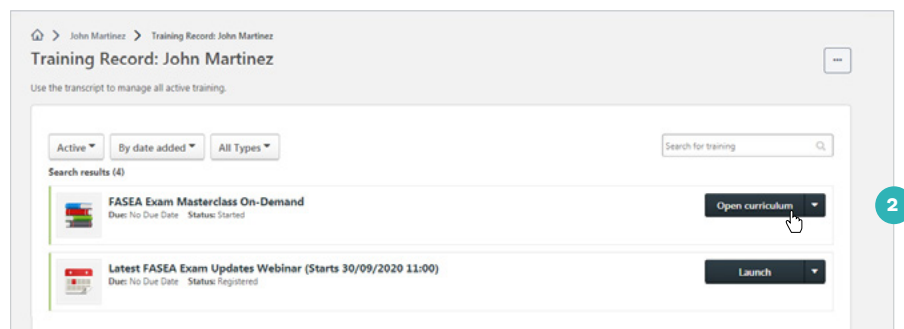 John Martinez Training Record: John Martinez
Training Record: John Martinez
...
Use the transcript to manage all active training.
Active By date added All Types
Search for training
Search results (4)
FASEA Exam Masterclass On-Demand
Due: No Due Date Status: Started
Open curriculum
2
Latest FASEA Exam Updates Webinar (Starts 30/09/2020 11:00)
Due: No Due Date Status: Registered
Launch